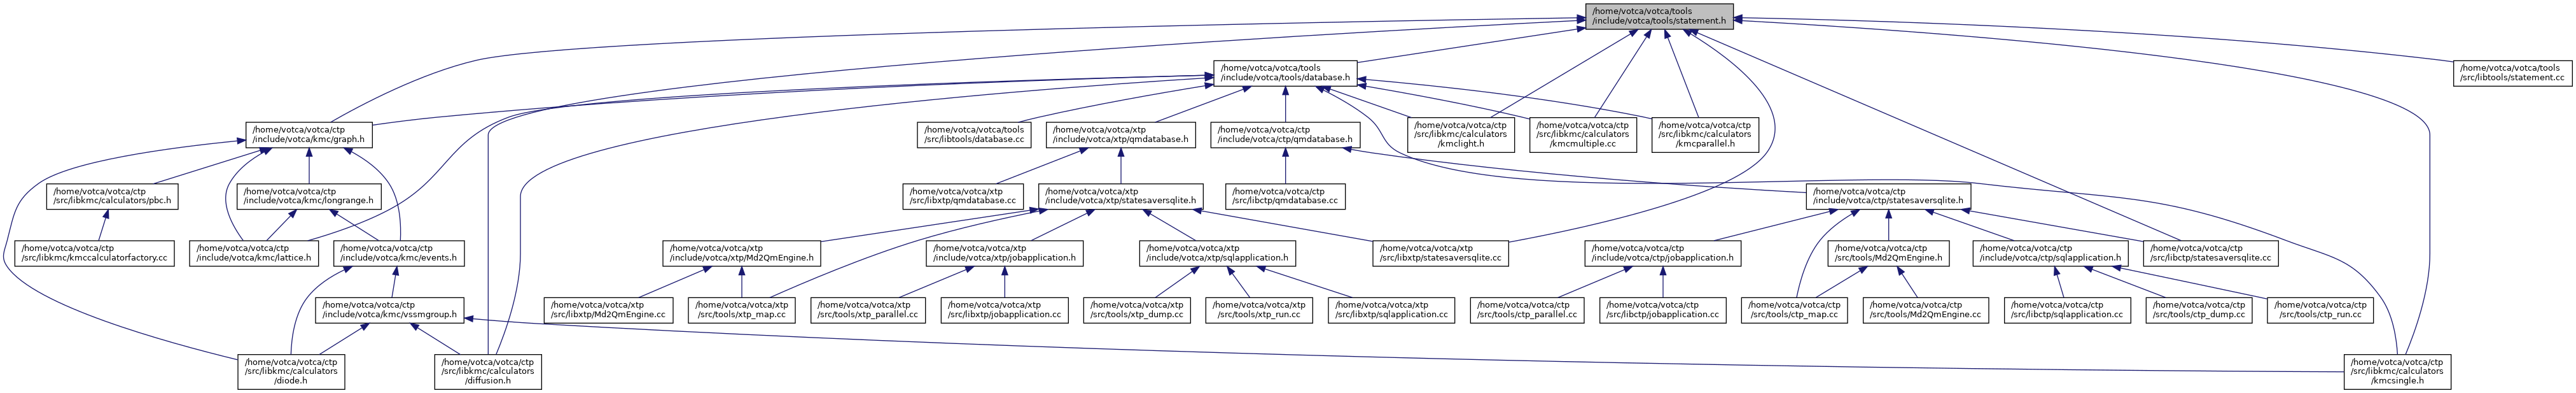 /home/votca/votca/tools
/include/votca/tools/statement.h
/home/votca/votca/tools
/include/votca/tools/database.h
/home/votca/votca/tools
/src/libtools/statement.cc
/home/votca/votca/ctp
/include/votca/kmc/graph.h
/home/votca/votca/tools
/src/libtools/database.cc
/home/votca/votca/xtp
/include/votca/xtp/qmdatabase.h
/home/votca/votca/ctp
/include/votca/ctp/qmdatabase.h
/home/votca/votca/ctp
/src/libkmc/calculators
/kmclight.h
/home/votca/votca/ctp
/src/libkmc/calculators
/kmcmultiple.cc
/home/votca/votca/ctp
/src/libkmc/calculators
/kmcparallel.h
/home/votca/votca/ctp
/src/libkmc/calculators/pbc.h
/home/votca/votca/ctp
/include/votca/kmc/longrange.h
/home/votca/votca/xtp
/src/libxtp/qmdatabase.cc
/home/votca/votca/xtp
/include/votca/xtp/statesaversqlite.h
/home/votca/votca/ctp
/src/libctp/qmdatabase.cc
/home/votca/votca/ctp
/include/votca/ctp/statesaversqlite.h
/home/votca/votca/ctp
/src/libkmc/kmccalculatorfactory.cc
/home/votca/votca/ctp
/include/votca/kmc/lattice.h
/home/votca/votca/ctp
/include/votca/kmc/events.h
/home/votca/votca/xtp
/include/votca/xtp/Md2QmEngine.h
/home/votca/votca/xtp
/include/votca/xtp/jobapplication.h
/home/votca/votca/xtp
/include/votca/xtp/sqlapplication.h
/home/votca/votca/xtp
/src/libxtp/statesaversqlite.cc
/home/votca/votca/ctp
/include/votca/ctp/jobapplication.h
/home/votca/votca/ctp
/src/tools/Md2QmEngine.h
/home/votca/votca/ctp
/include/votca/ctp/sqlapplication.h
/home/votca/votca/ctp
/src/libctp/statesaversqlite.cc
/home/votca/votca/ctp
/include/votca/kmc/vssmgroup.h
/home/votca/votca/xtp
/src/libxtp/Md2QmEngine.cc
/home/votca/votca/xtp
/src/tools/xtp_map.cc
/home/votca/votca/xtp
/src/tools/xtp_parallel.cc
/home/votca/votca/xtp
/src/libxtp/jobapplication.cc
/home/votca/votca/xtp
/src/tools/xtp_dump.cc
/home/votca/votca/xtp
/src/tools/xtp_run.cc
/home/votca/votca/xtp
/src/libxtp/sqlapplication.cc
/home/votca/votca/ctp
/src/tools/ctp_parallel.cc
/home/votca/votca/ctp
/src/libctp/jobapplication.cc
/home/votca/votca/ctp
/src/tools/ctp_map.cc
/home/votca/votca/ctp
/src/tools/Md2QmEngine.cc
/home/votca/votca/ctp
/src/libctp/sqlapplication.cc
/home/votca/votca/ctp
/src/tools/ctp_dump.cc
/home/votca/votca/ctp
/src/tools/ctp_run.cc
/home/votca/votca/ctp
/src/libkmc/calculators
/diode.h
/home/votca/votca/ctp
/src/libkmc/calculators
/diffusion.h
/home/votca/votca/ctp
/src/libkmc/calculators
/kmcsingle.h